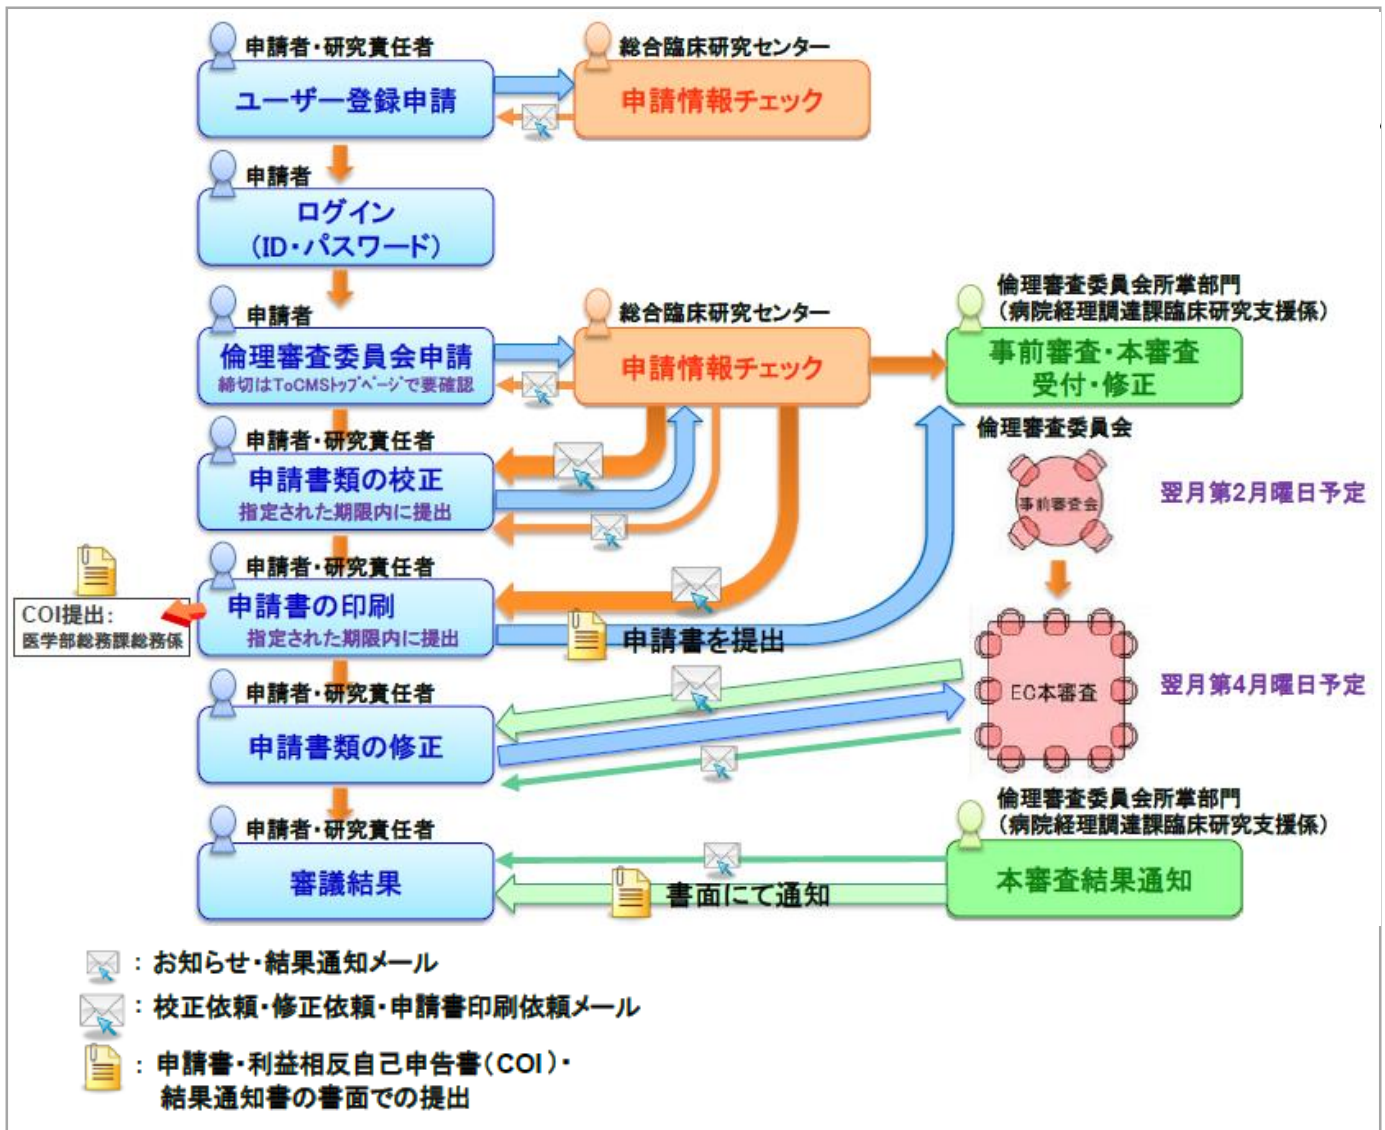 申請者・研究責任者
ユーザー登録申請
総合臨床研究センター
申請情報チェック
申請者
ログイン
（ID・パスワード）
申請者
倫理審査委員会申請
締切はToCMSトップページで要確認
総合臨床研究センター
申請情報チェック
倫理審査委員会所掌部門
（病院経理調達課臨床研究支援係）
事前審査・本審査
受付・修正
申請者・研究責任者
申請書類の校正
指定された期限内に提出
倫理審査委員会
事前審査会
翌月第2月曜日予定
申請者・研究責任者
申請書の印刷
指定された期限内に提出
COI提出：
医学部総務課総務係
申請書を提出
EC本審査
翌月第4月曜日予定
申請者・研究責任者
申請書類の修正
申請者・研究責任者
審議結果
書面にて通知
倫理審査委員会所掌部門
（病院経理調達課臨床研究支援係）
本審査結果通知
：お知らせ・結果通知メール
：校正依頼・修正依頼・申請書印刷依頼メール
：申請書・利益相反自己申告書（COI）・
結果通知書の書面での提出